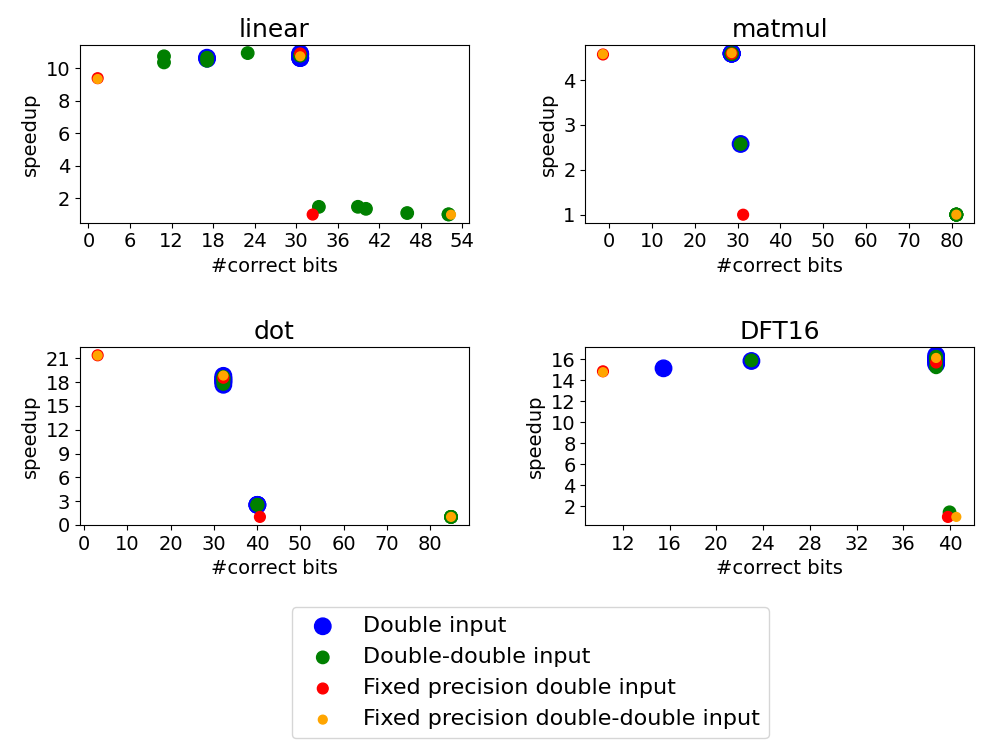 linear
matmul
speedup
10
8
6
4
2
0 6 12 18 24 30 36 42 48 54
#correct bits
speedup
4
3
2
1
0 10 20 30 40 50 60 70 80
#correct bits
dot
DFT16
speedup
21
18
15
12
9
6
3
0
0 10 20 30 40 50 60 70 80
#correct bits
speedup
16
14
12
10
8
6
4
2
12 16 20 24 28 32 36 40
#correct bits
Double input
Double-double input
Fixed precision double input
Fixed precision double-double input